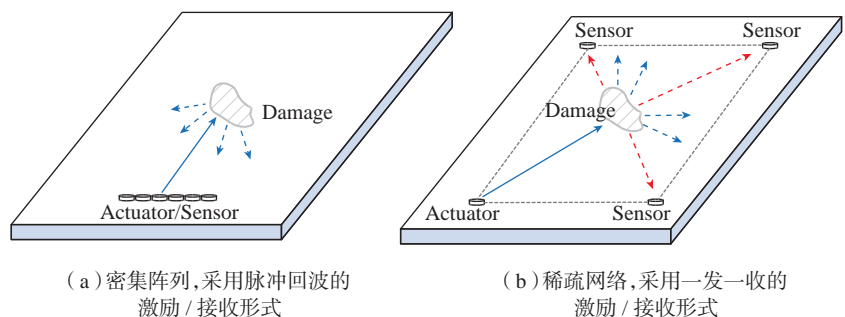 Damage
Actuator/Sensor
(a)密集阵列,采用脉冲回波的
激励/接收形式
Sensor
Sensor
Damage
Actuator
Sensor
(b)稀疏网络,采用一发一收的
激励/接收形式